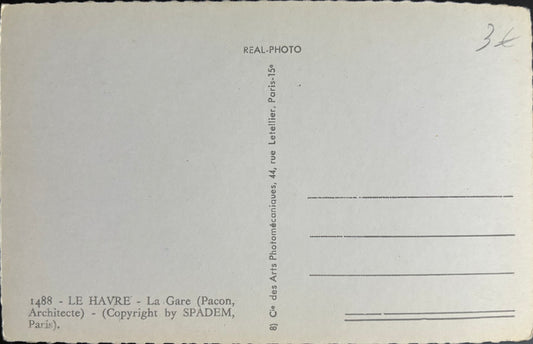 REAL-PHOTO
3€
8) Cie des Arts Photomécaniques, 44, rue Letellier, Paris-15e
1488 - LE HAVRE - La Gare (Pacon,
Architecte) - (Copyright by SPADEM,
Paris).